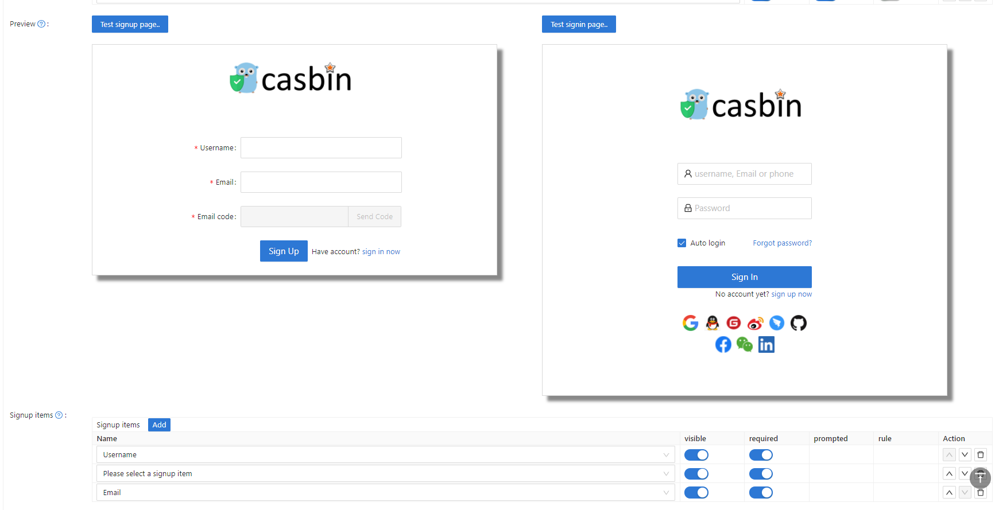 Preview ? :
Test signup page..
Test signin page..
casbin
Username:
Email:
Email code:
Send Code
Sign Up Have account? sign in now
casbin
username, Email or phone
Password
Auto login Forgot password?
Sign In
No account yet? sign up now
Signup items ? :
Signup items Add
Name visible required prompted rule Action
Username
Please select a signup item
Email